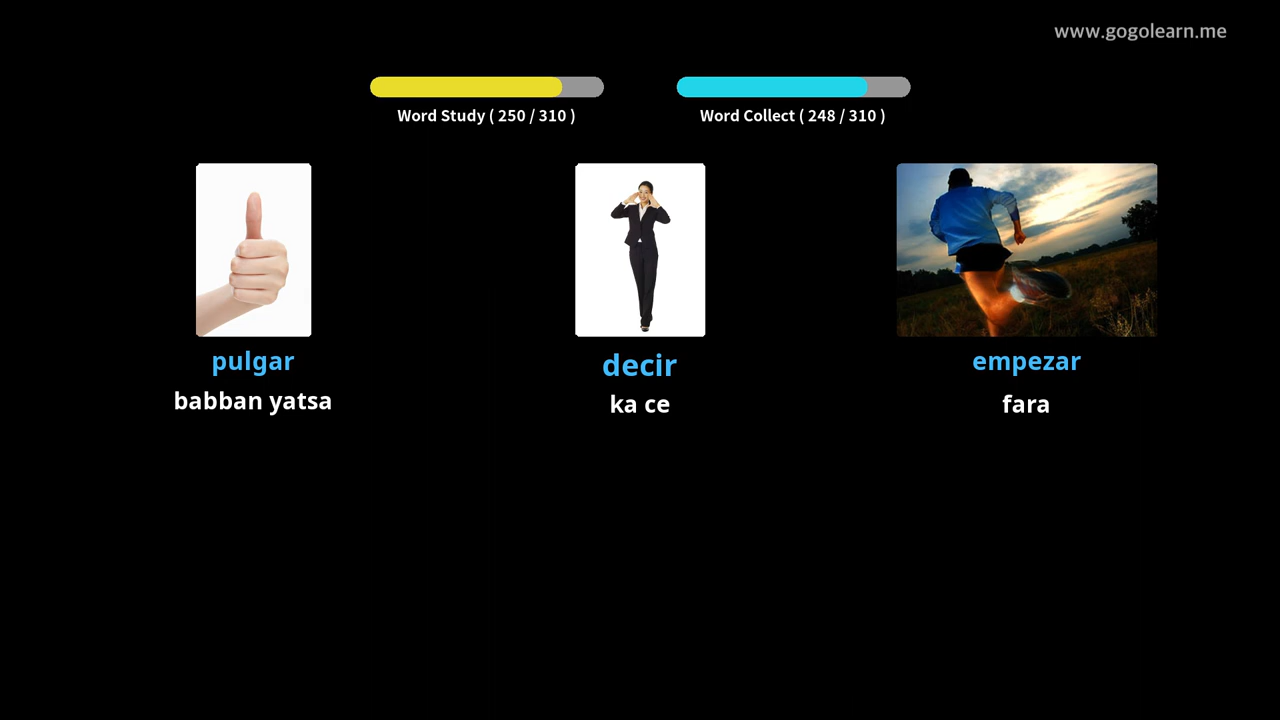 www.gogolearn.me
Word Study ( 250 / 310 )
Word Collect ( 248 / 310 )
pulgar
babban yatsa
decir
ka ce
empezar
fara